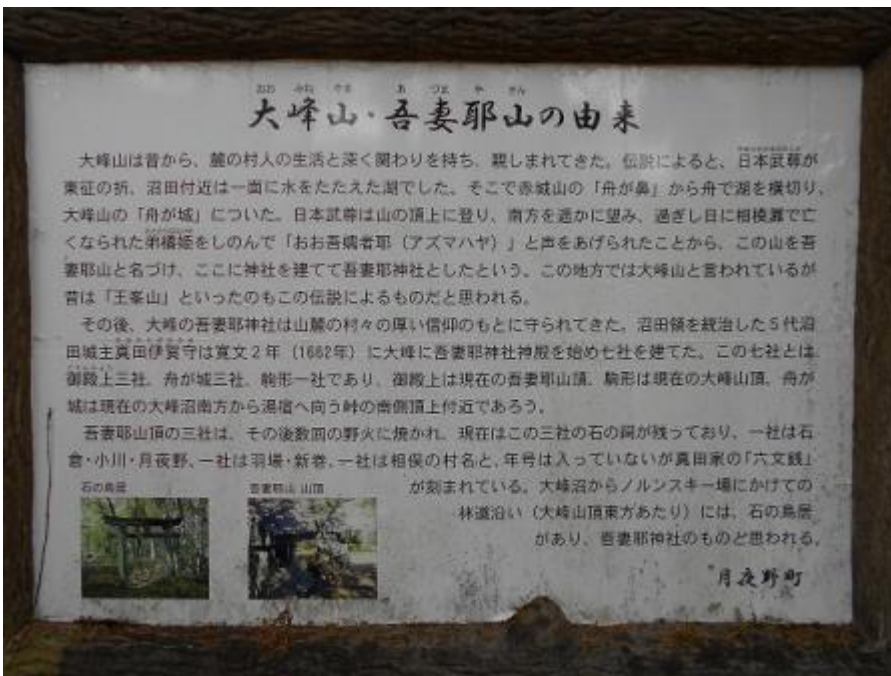 おお みね やま あ づま や さん
大峰山・吾妻耶山の由来
大峰山は昔から、麓の村人の生活と深く関わりを持ち、親しまれてきた。伝説によると、日本武尊が
東征の折、沼田付近は一面に水をたたえた湖でした。そこで赤城山の「舟が鼻」から舟で湖を横切り、
大峰山の「舟が城」についた。日本武尊は山の頂上に登り、南方を遥かに望み、過ぎし日に相模灘で亡
くなられた弟橘姫をしのんで「おお吾嬬者耶（アズマハヤ）」と声をあげられたことから、この山を吾
妻耶山と名づけ、ここに神社を建てて吾妻耶神社としたという。この地方では大峰山と言われているが
昔は「王峯山」といったのもこの伝説によるものだと思われる。
その後、大峰の吾妻耶神社は山麓の村々の厚い信仰のもとに守られてきた。沼田領を統治した５代沼
田城主真田伊賀守は寛文２年（1662年）に大峰に吾妻耶神社神殿を始め七社を建てた。この七社とは、
御殿上三社、舟が城三社、駒形一社であり、御殿上は現在の吾妻耶山頂、駒形は現在の大峰山頂、舟が
城は現在の大峰沼南方から湯宿へ向う峠の南側頂上付近であろう。
吾妻耶山頂の三社は、その後数回の野火に焼かれ、現在はこの三社の石の祠が残っており、一社は石
倉・小川・月夜野、一社は羽場・新巻、一社は相俣の村名と、年号は入っていないが真田家の「六文銭」
が刻まれている。大峰沼からノルンスキー場にかけての
林道沿い（大峰山頂東方あたり）には、石の鳥居
があり、吾妻耶神社のものと思われる。
石の鳥居
吾妻耶山 山頂
月夜野町